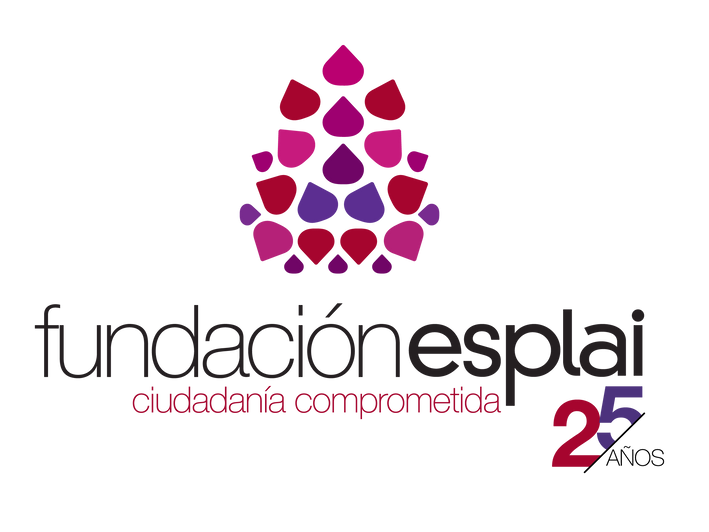 fundaciónesplai
ciudadanía comprometida
25
AÑOS